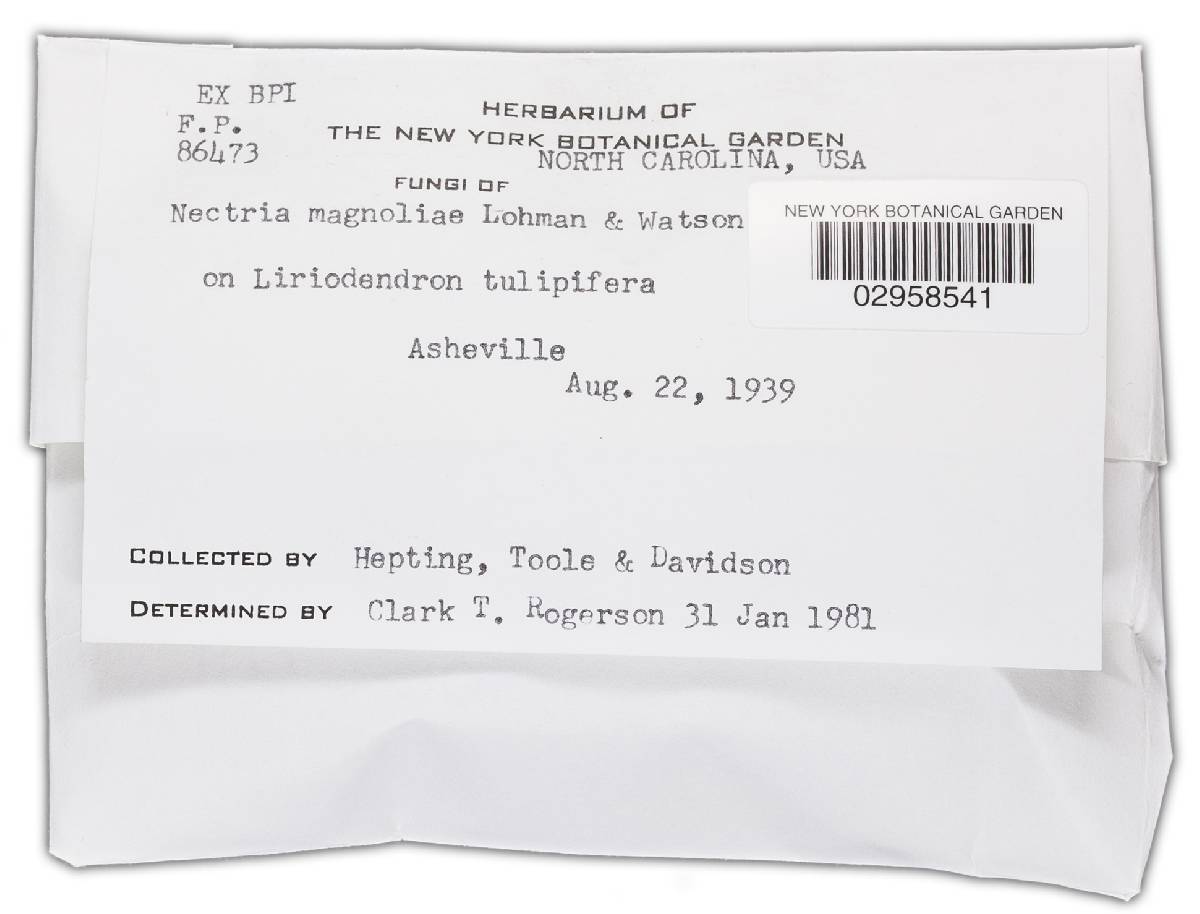 EX BPI
F.P.
86473
HERBARIUM OF
THE NEW YORK BOTANICAL GARDEN
NORTH CAROLINA, USA
FUNGI OF
Nectria magnoliae Lohman & Watson
on Liriodendron tulipifera
Asheville
Aug. 22, 1939
NEW YORK BOTANICAL GARDEN
02958541
COLLECTED BY Hepting, Toole & Davidson
DETERMINED BY Clark T. Rogerson 31 Jan 1981